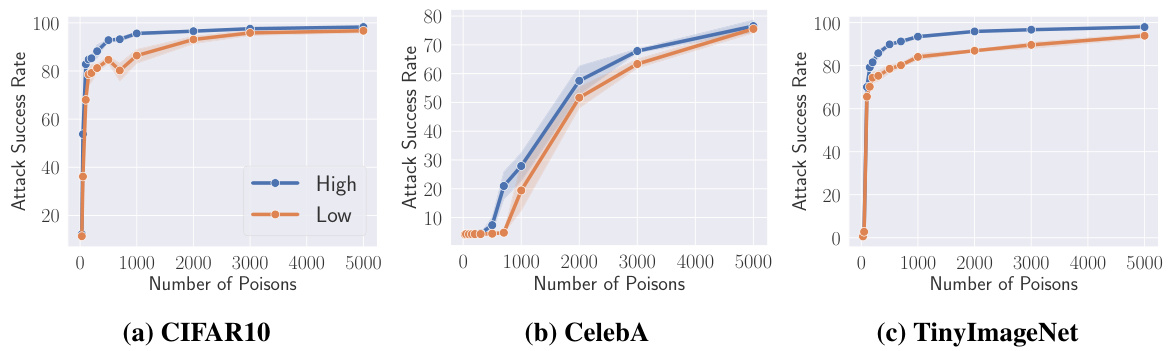 Attack Success Rate
100
80
60
40
20
0 1000 2000 3000 4000 5000
Number of Poisons
High
Low
(a) CIFAR10
Attack Success Rate
80
70
60
50
40
30
20
10
0 1000 2000 3000 4000 5000
Number of Poisons
(b) CelebA
Attack Success Rate
100
80
60
40
20
0
0 1000 2000 3000 4000 5000
Number of Poisons
(c) TinyImageNet